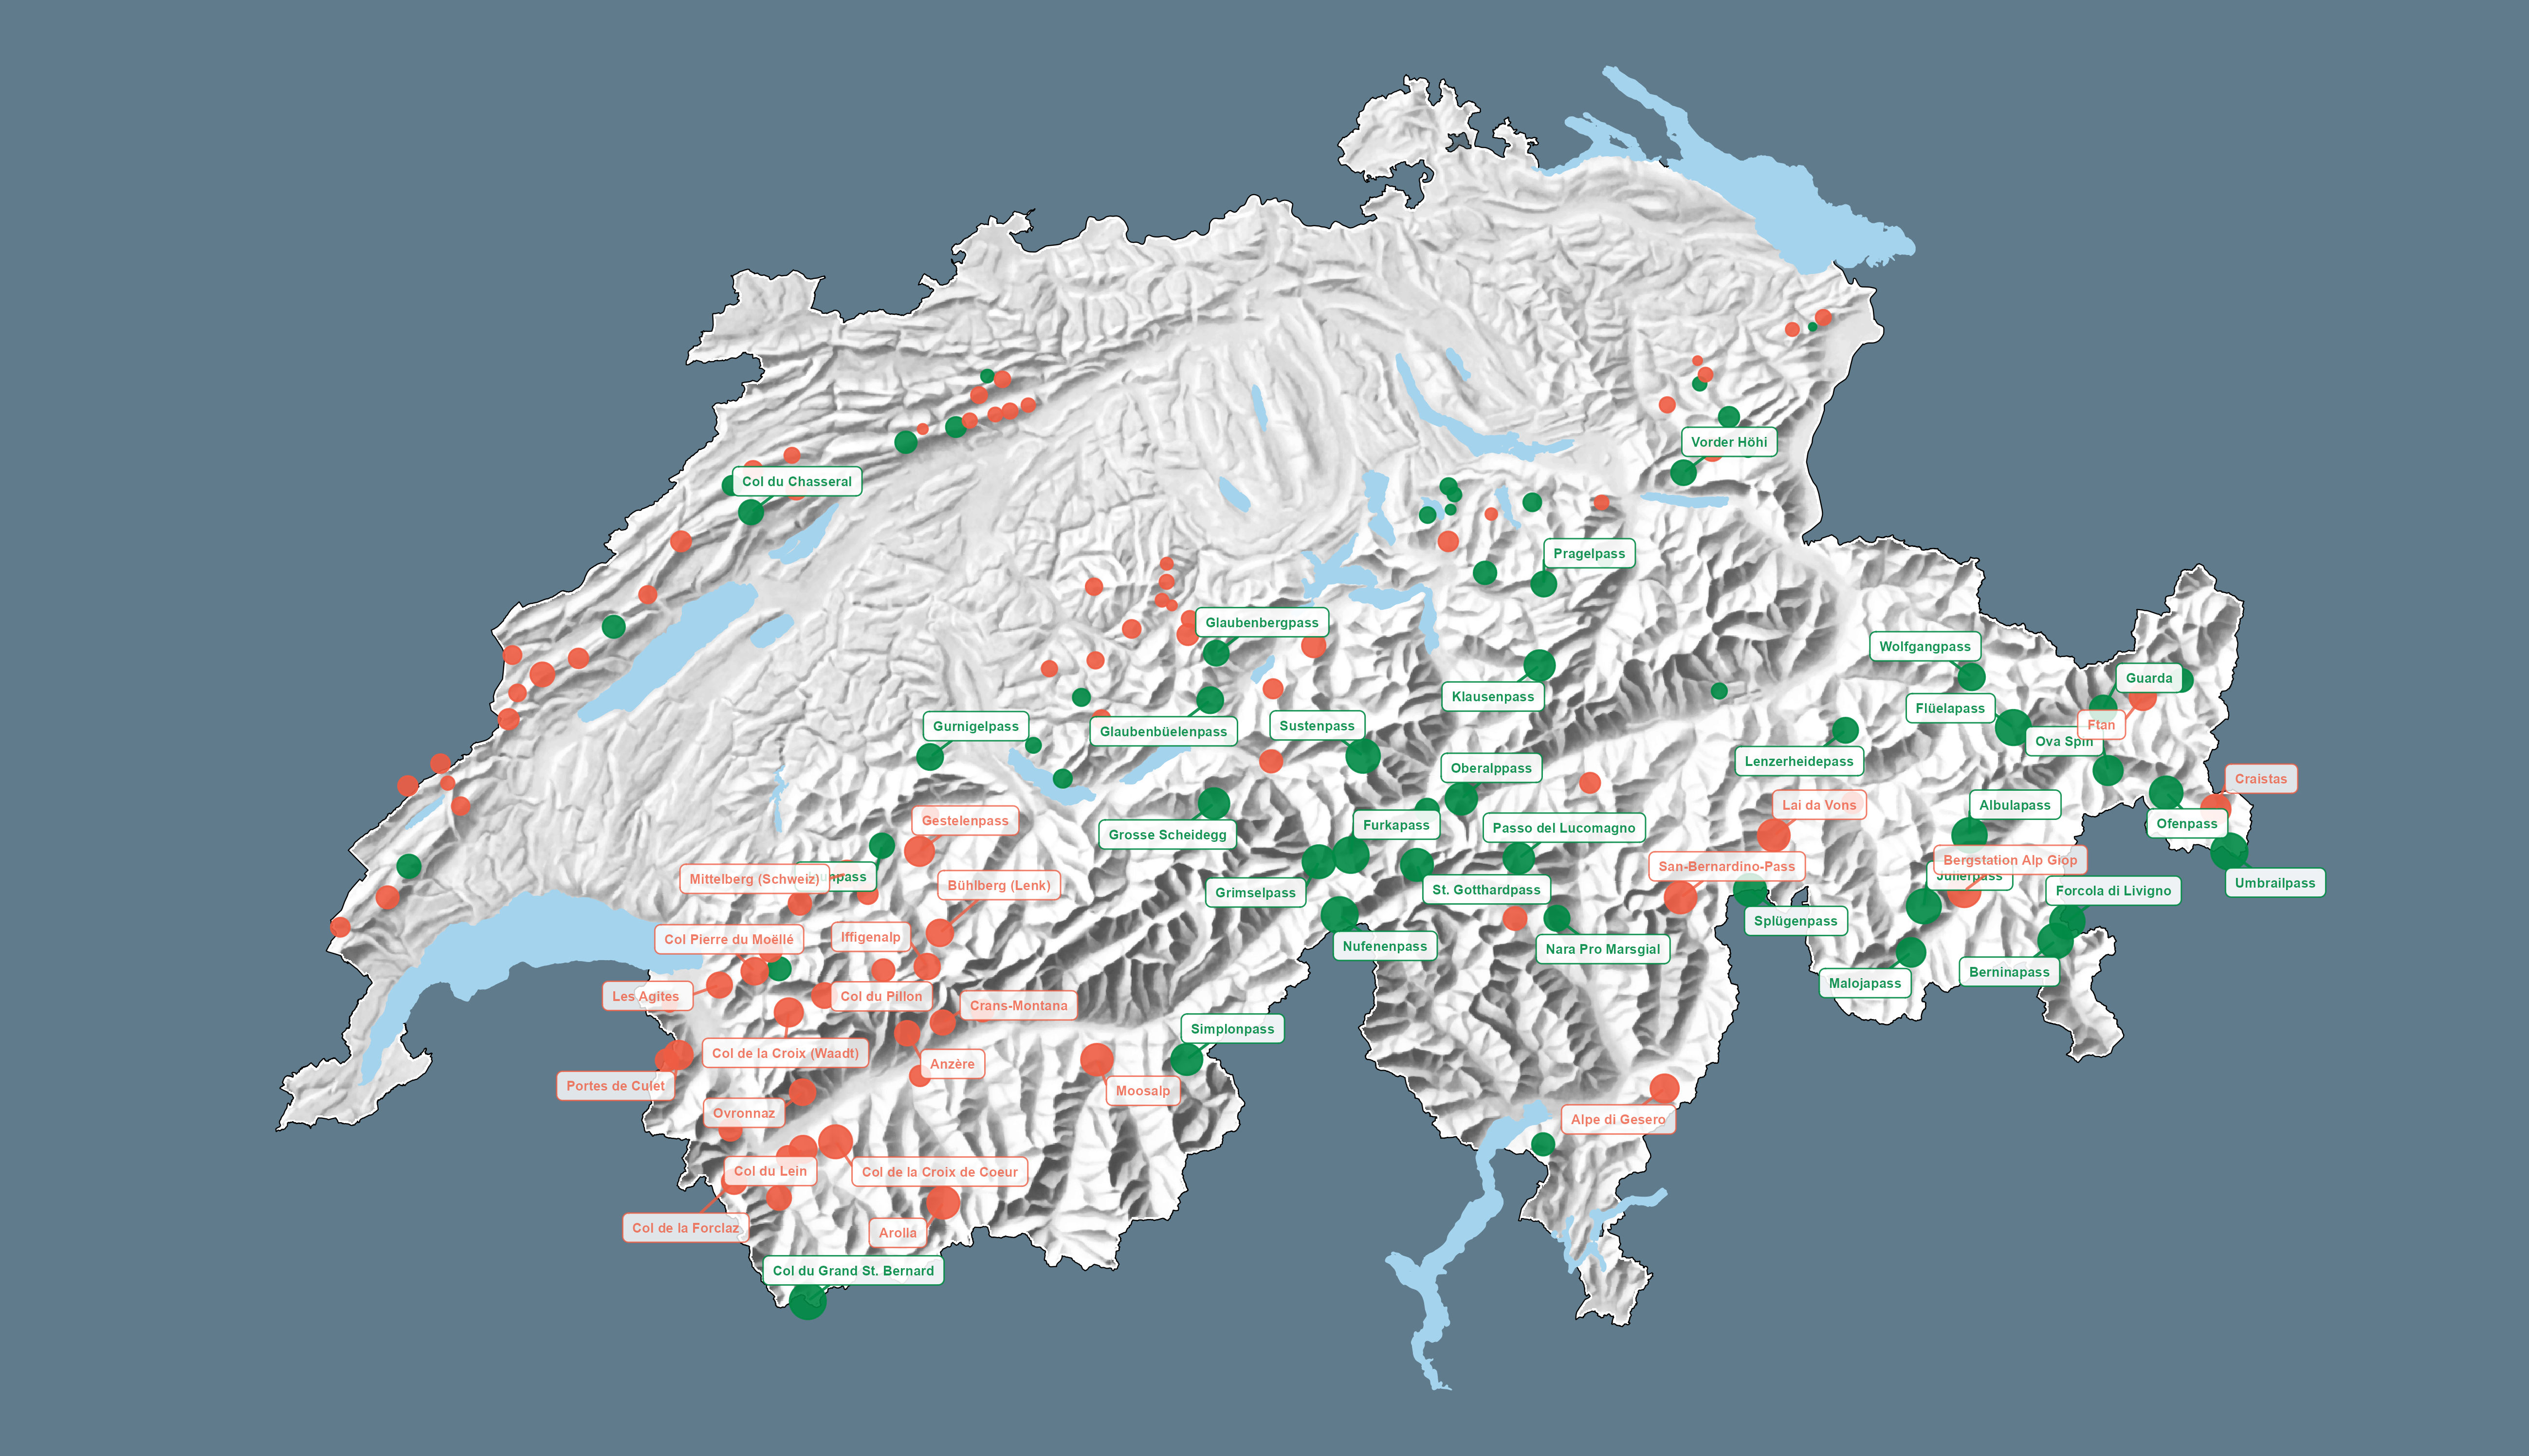 Vorder Höhi
Col du Chasseral
Pragelpass
Glaubenbergpass
Wolfgangpass
Guarda
Klausenpass
Flüelapass
Ftan
Gurnigelpass
Glaubenbüelenpass
Sustenpass
Ova Spin
Lenzerheidepass
Oberalppass
Craistas
Lai da Vons
Albulapass
Gestelenpass
Furkapass
Passo del Lucomagno
Ofenpass
Grosse Scheidegg
Bergstation Alp Giop
San-Bernardino-Pass
Mittelberg (Schweiz)
Julierpass
Umbrailpass
Bühlberg (Lenk)
St. Gotthardpass
Forcola di Livigno
Grimselpass
Splügenpass
Iffigenalp
Col Pierre du Moëllé
Nufenenpass
Nara Pro Marsgial
Berninapass
Malojapass
Les Agites
Col du Pillon
Crans-Montana
Simplonpass
Col de la Croix (Waadt)
Anzère
Portes de Culet
Moosalp
Ovronnaz
Alpe di Gesero
Col du Lein
Col de la Croix de Coeur
Col de la Forclaz
Arolla
Col du Grand St. Bernard